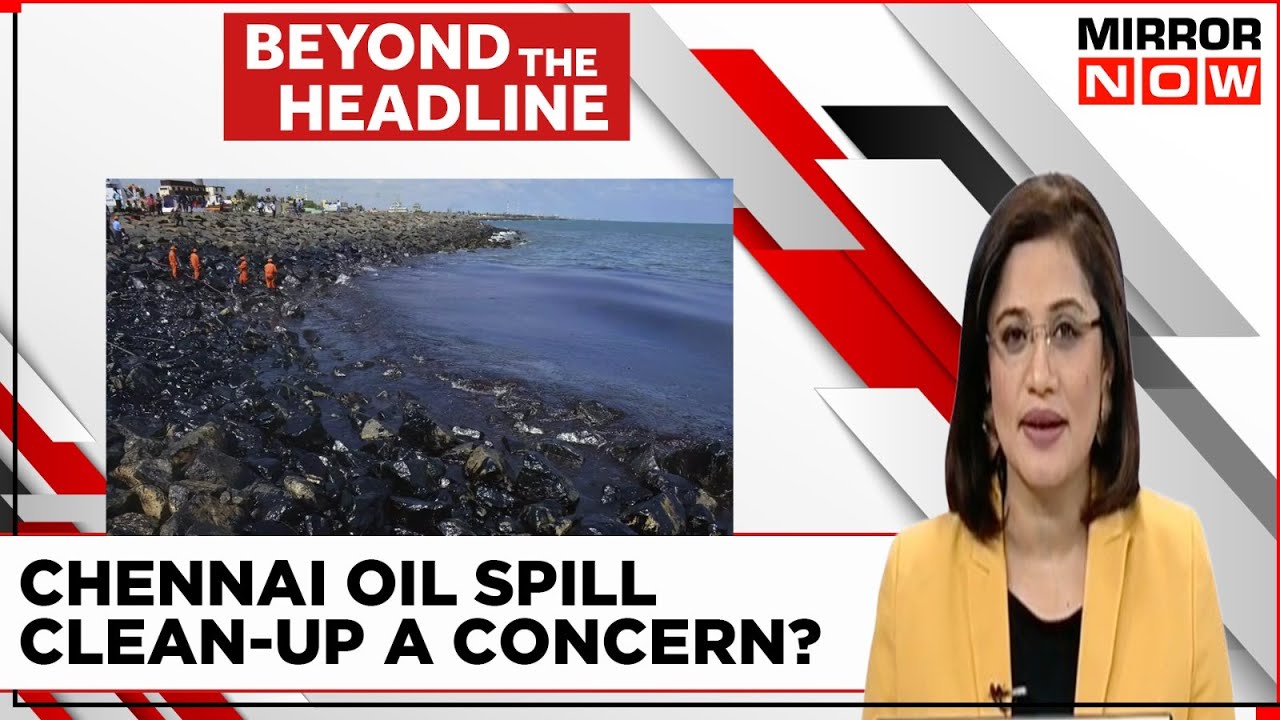 BEYOND THE
HEADLINE
MIRROR
NOW
CHENNAI OIL SPILL
CLEAN-UP A CONCERN?